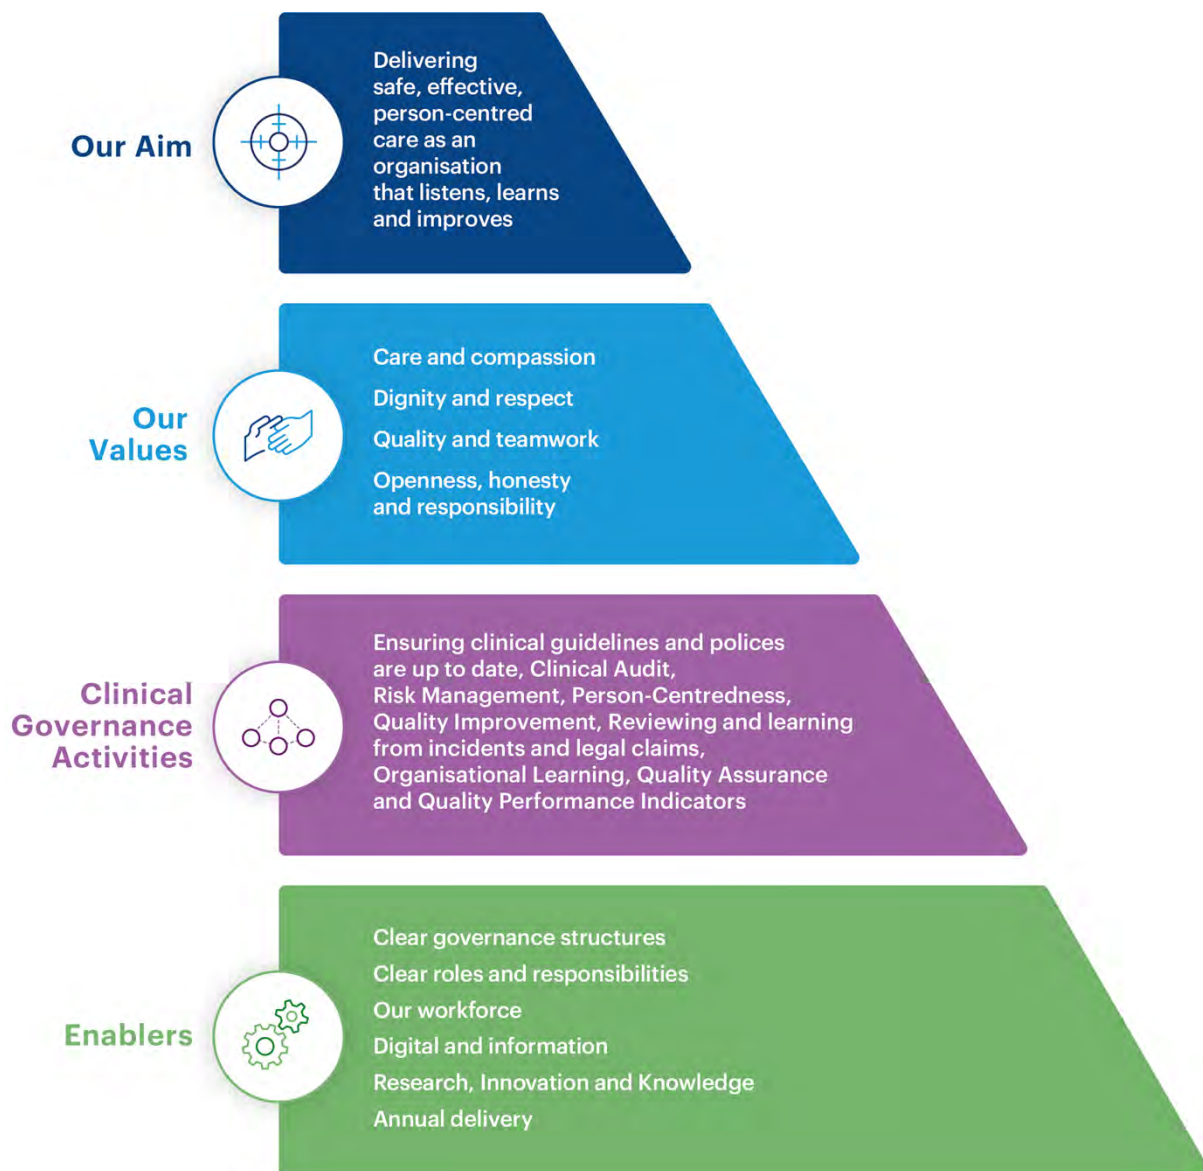 Our Aim
Delivering
safe, effective,
person-centred
care as an
organisation
that listens, learns
and improves
Our
Values
Care and compassion
Dignity and respect
Quality and teamwork
Openness, honesty
and responsibility
Clinical
Governance
Activities
Ensuring clinical guidelines and polices
are up to date, Clinical Audit,
Risk Management, Person-Centredness,
Quality Improvement, Reviewing and learning
from incidents and legal claims,
Organisational Learning, Quality Assurance
and Quality Performance Indicators
Enablers
Clear governance structures
Clear roles and responsibilities
Our workforce
Digital and information
Research, Innovation and Knowledge
Annual delivery